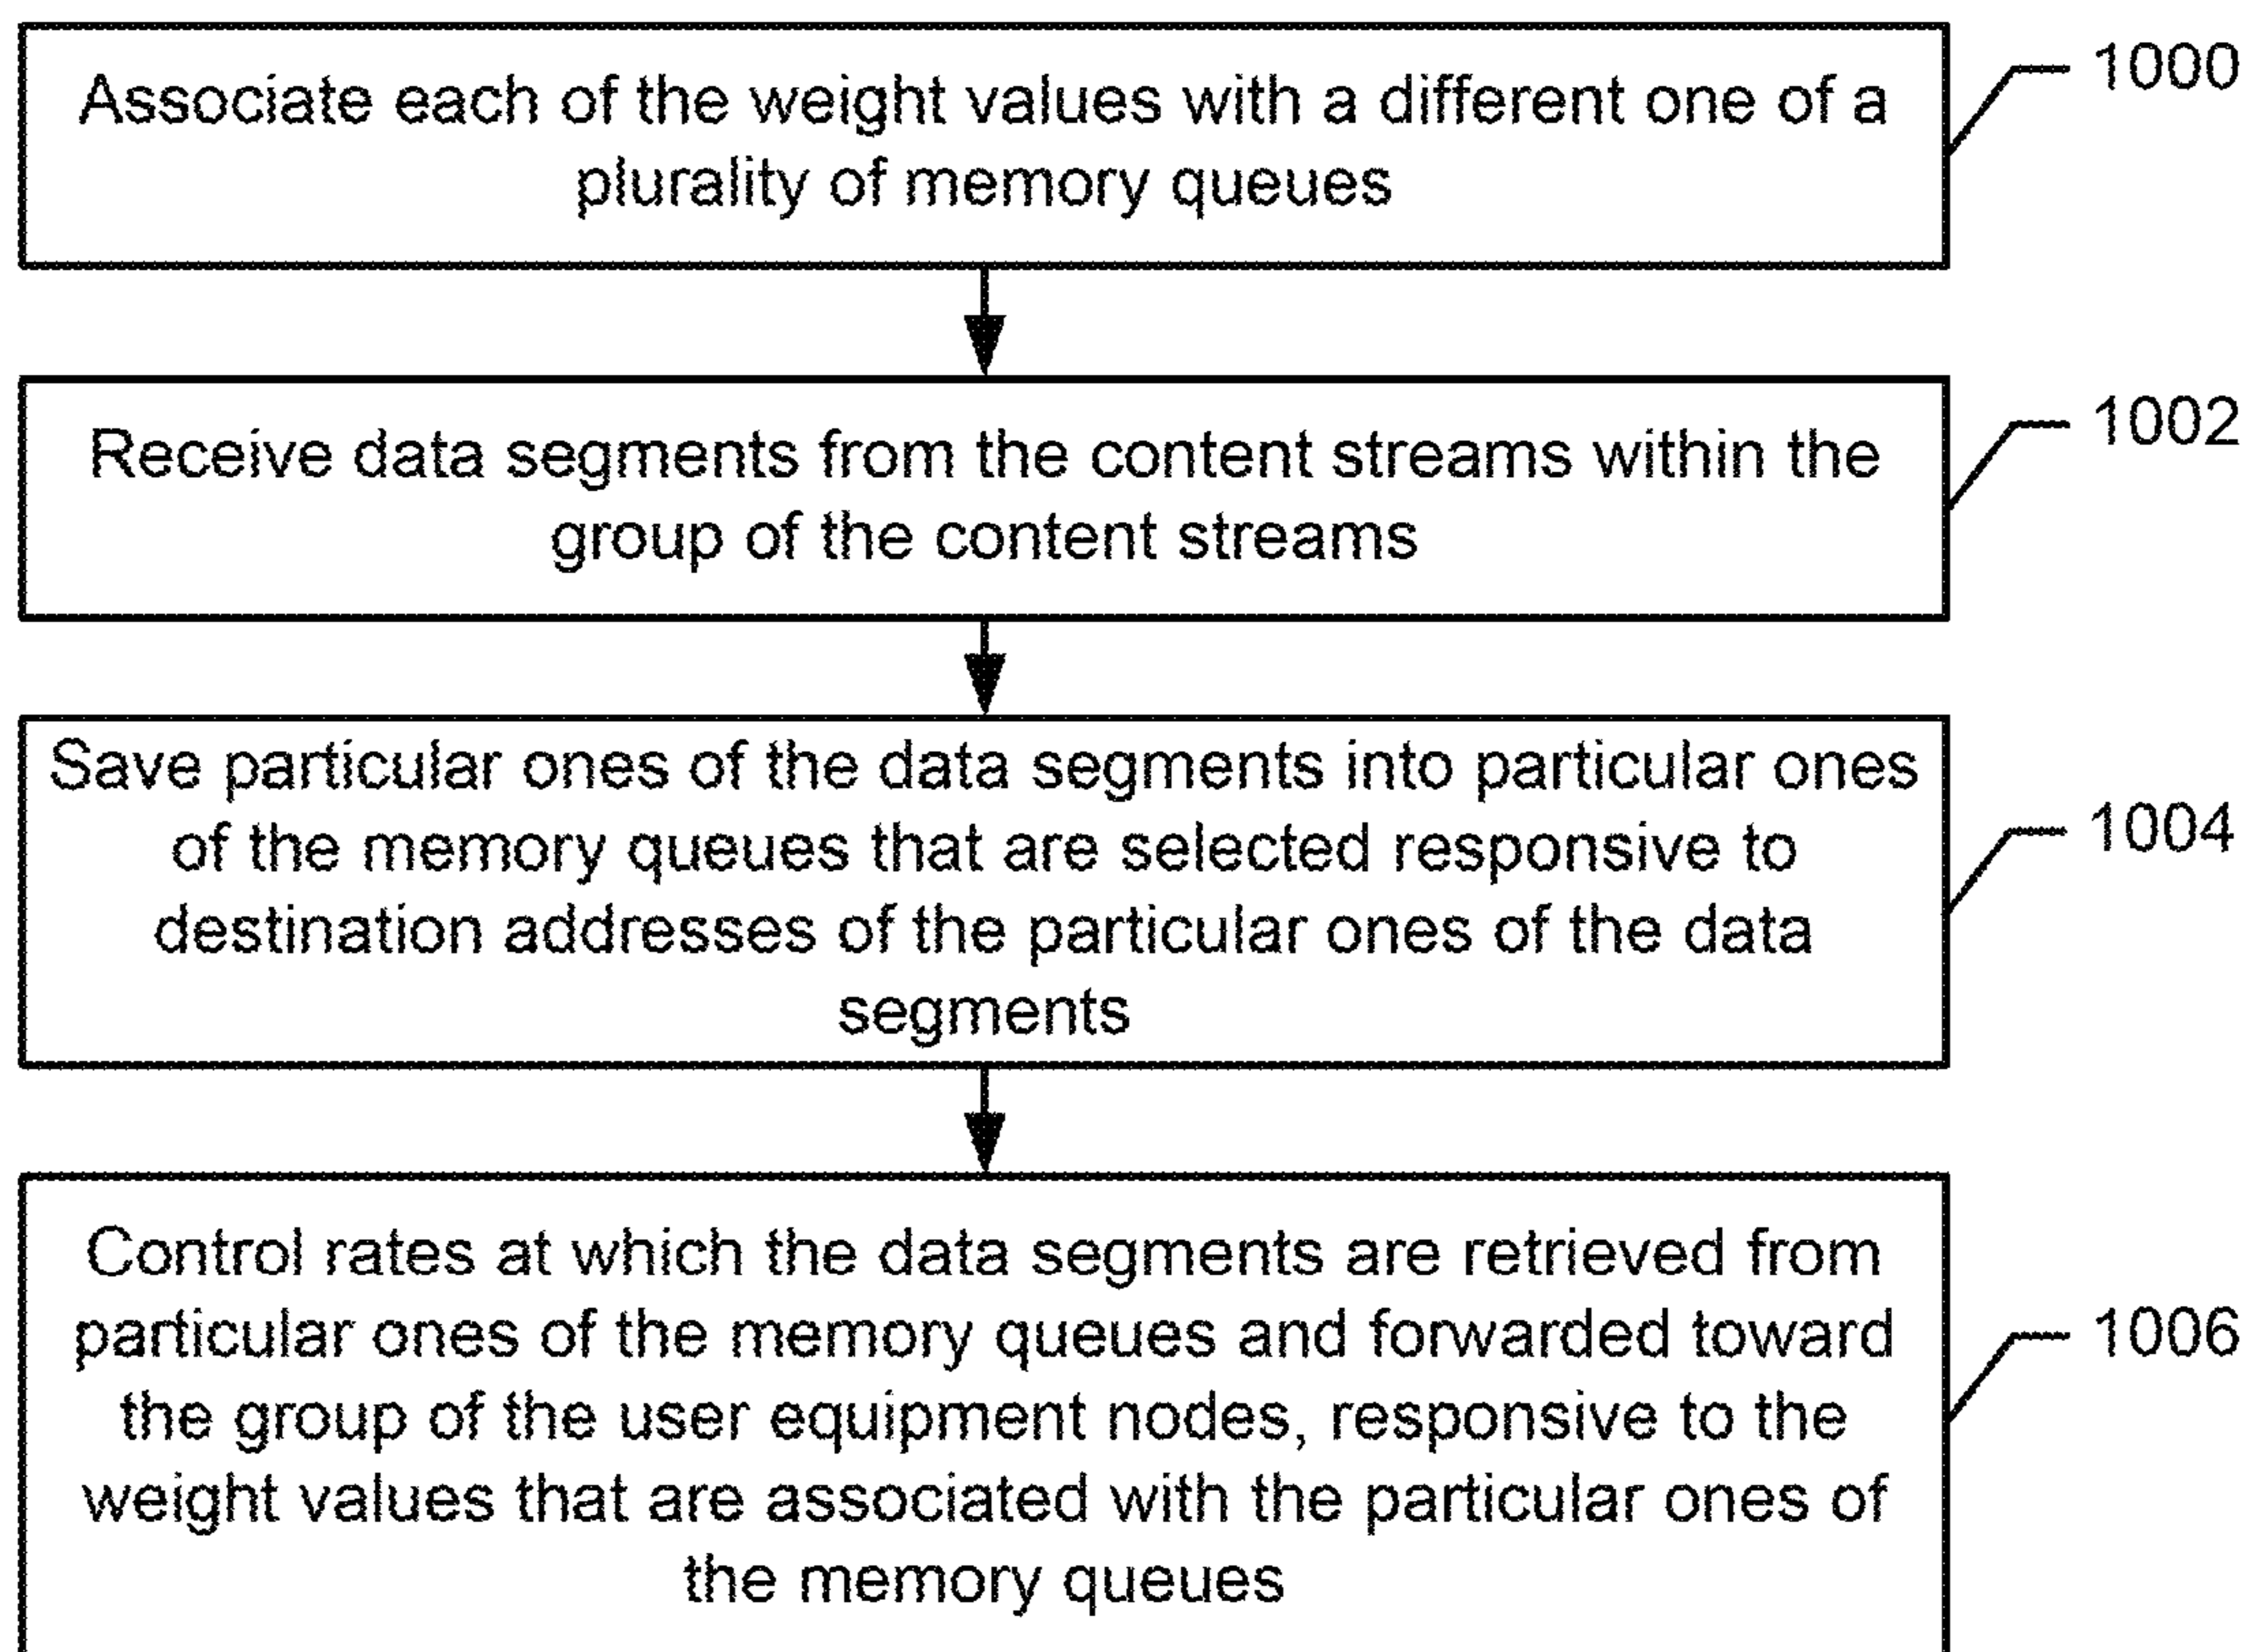 Associate each of the weight values with a different one of a
plurality of memory queues
1000
Receive data segments from the content streams within the
group of the content streams
1002
Save particular ones of the data segments into particular ones
of the memory queues that are selected responsive to
destination addresses of the particular ones of the data
segments
1004
Control rates at which the data segments are retrieved from
particular ones of the memory queues and forwarded toward
the group of the user equipment nodes, responsive to the
weight values that are associated with the particular ones of
the memory queues
1006